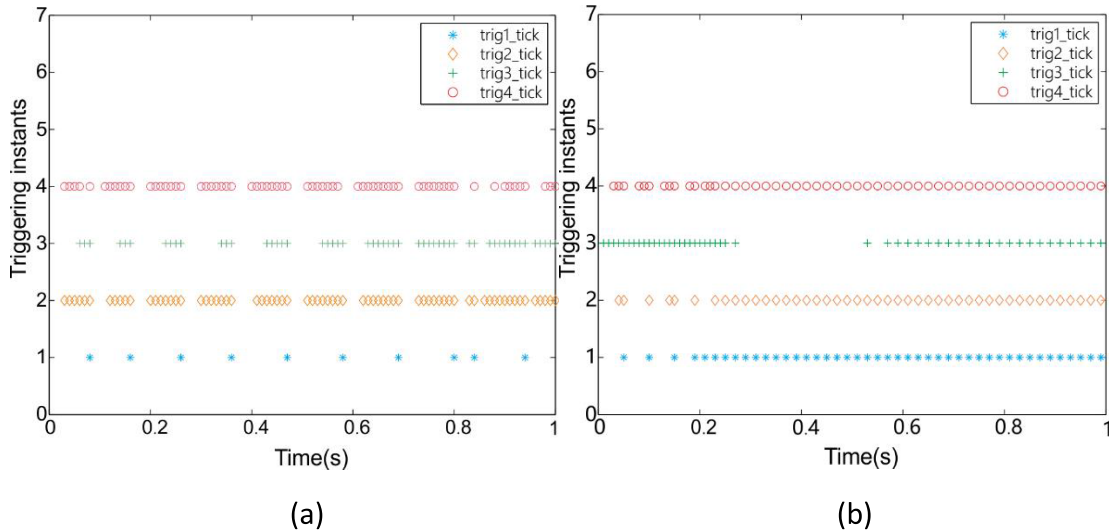 7
6
5
4
3
2
1
0
Triggering instants
trig1_tick
trig2_tick
trig3_tick
trig4_tick
0 0.2 0.4 0.6 0.8 1
Time(s)
(a)
7
6
5
4
3
2
1
0
Triggering instants
trig1_tick
trig2_tick
trig3_tick
trig4_tick
0 0.2 0.4 0.6 0.8 1
Time(s)
(b)